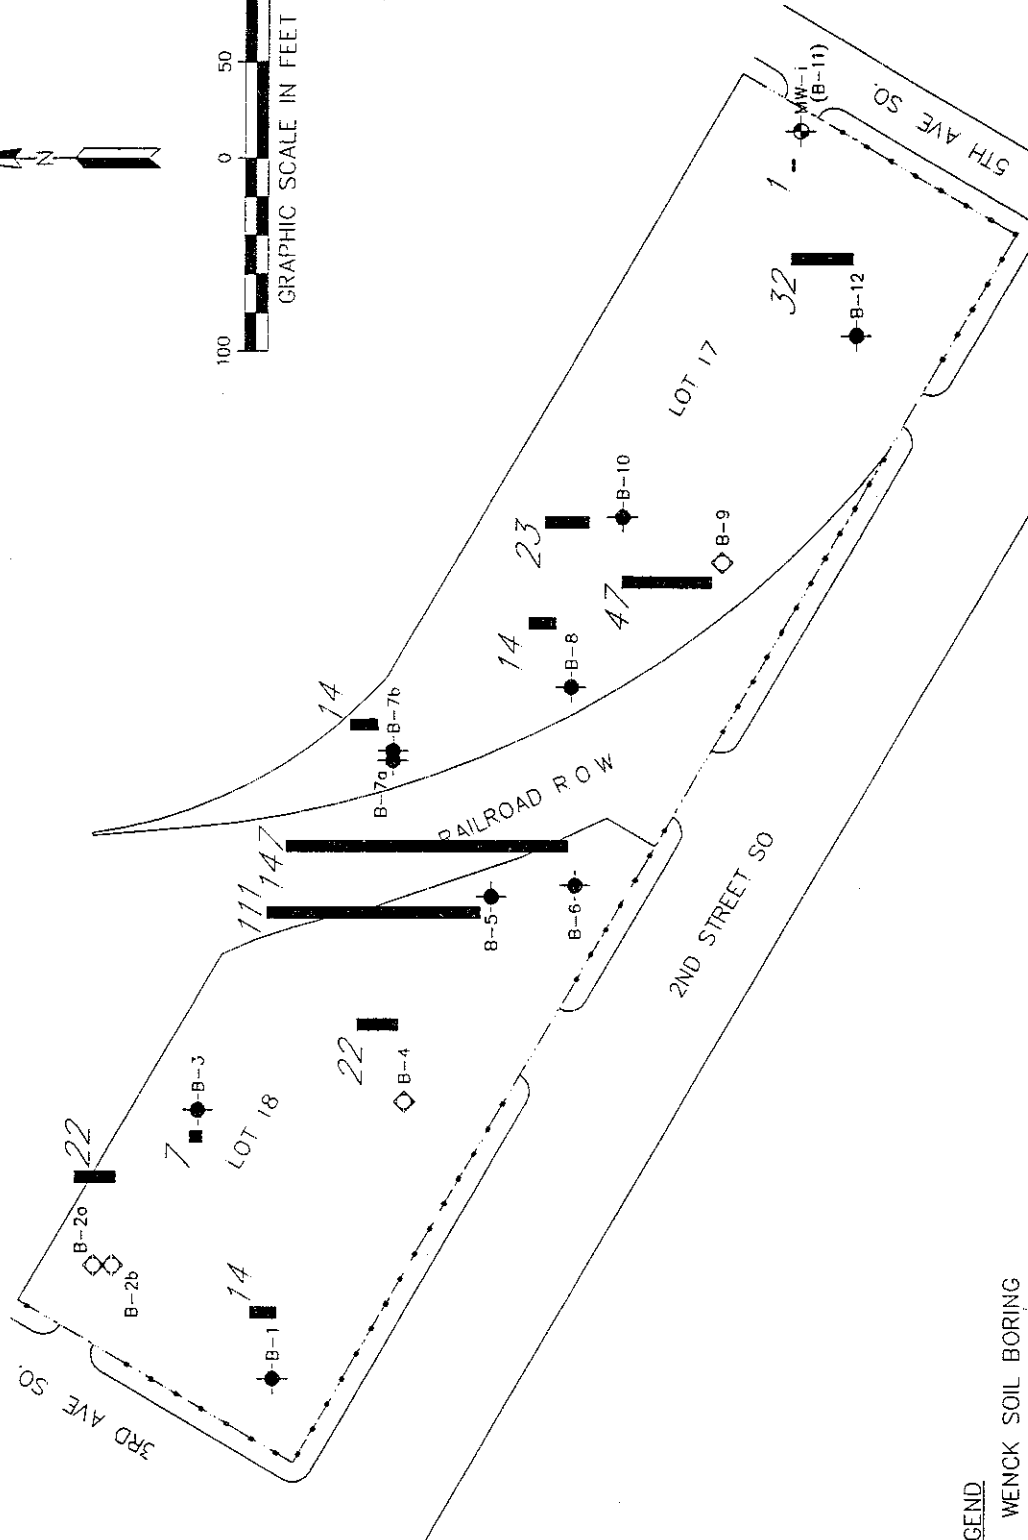 N
100
0
50
GRAPHIC SCALE IN FEET
5TH AVE SO.
MW-1
(B-11)
1
32
B-12
LOT 17
B-10
23
B-9
47
14
B-8
14
B-7b
B-7a
RAILROAD R O W
147
111
B-5
B-6
2ND STREET SO
22
B-4
B-3
7
LOT 18
22
B-2a
B-2b
14
B-1
3RD AVE SO.
GEND
WENCK SOIL BORING